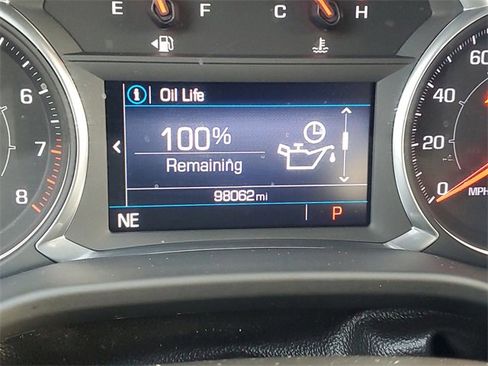 E F C H
Oil Life
100%
Remaining
98062 mi
NE P
6
7
8
60
40
20
0
MPH